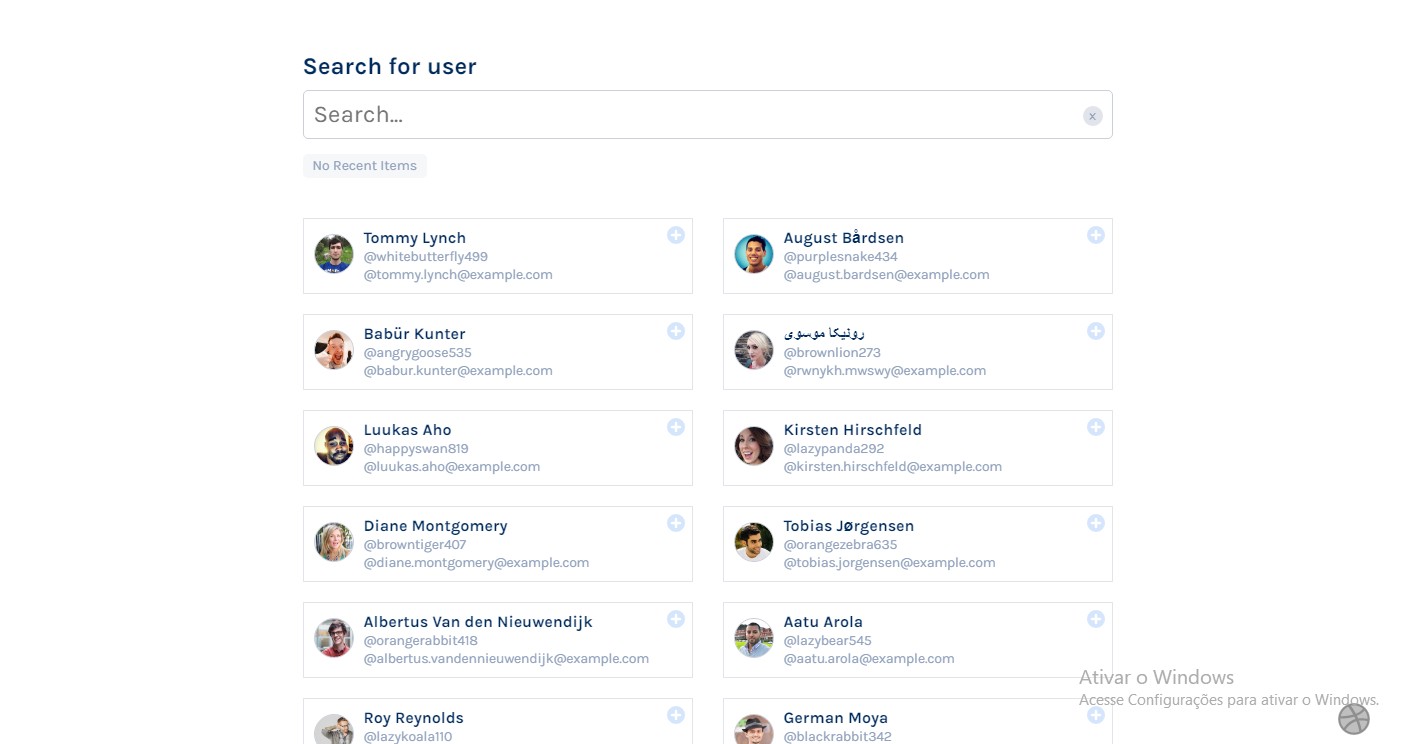 Search for user
Search...
x
No Recent Items
Tommy Lynch
@whitebutterfly499
@tommy.lynch@example.com
August Bårdsen
@purplesnake434
@august.bardsen@example.com
Babür Kunter
@angrygoose535
@babur.kunter@example.com
رونیکا موسوی
@brownlion273
@rwnykh.mwswy@example.com
Luukas Aho
@happyswan819
@luukas.aho@example.com
Kirsten Hirschfeld
@lazypanda292
@kirsten.hirschfeld@example.com
Diane Montgomery
@browntiger407
@diane.montgomery@example.com
Tobias Jørgensen
@orangezebra635
@tobias.jorgensen@example.com
Albertus Van den Nieuwendijk
@orangerabbit418
@albertus.vandennieuwendijk@example.com
Aatu Arola
@lazybear545
@aatu.arola@example.com
Ativar o Windows
Acesse Configurações para ativar o Windows.
Roy Reynolds
@lazykoala110
German Moya
@blackrabbit342